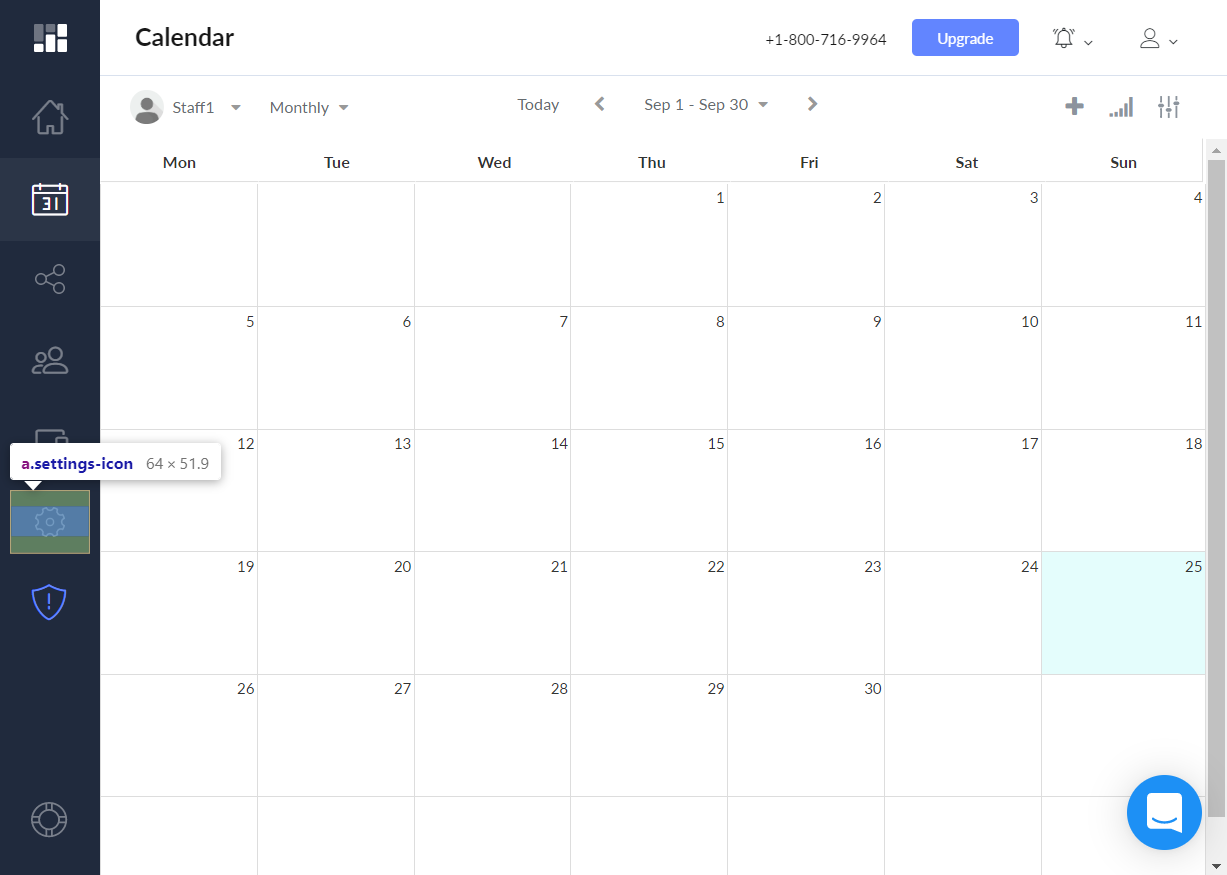 Calendar
+1-800-716-9964
Upgrade
Staff1
Monthly
Today
Sep 1 - Sep 30
Mon Tue Wed Thu Fri Sat Sun
1 2 3 4
5 6 7 8 9 10 11
12 13 14 15 16 17 18
19 20 21 22 23 24 25
26 27 28 29 30
31
a.settings-icon 64 × 51.9